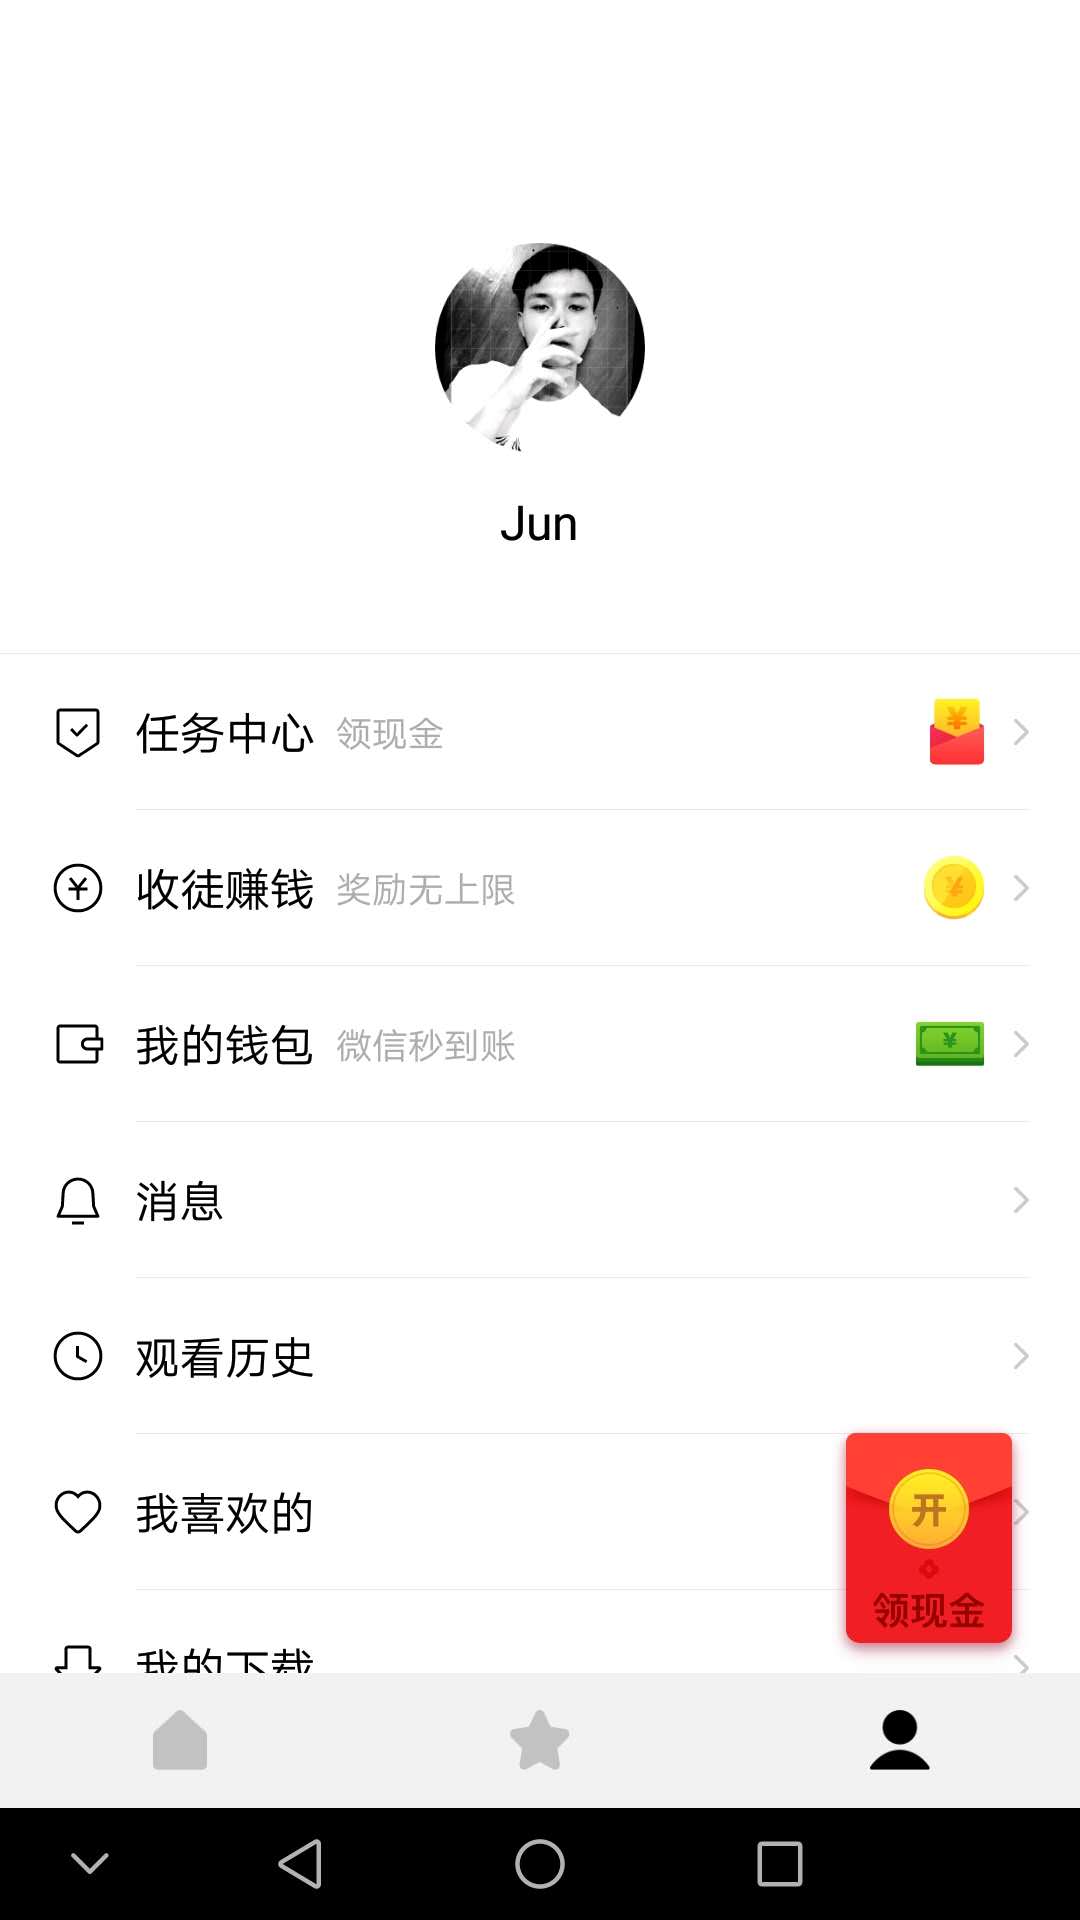 Jun
任务中心 领现金
收徒赚钱 奖励无上限
我的钱包 微信秒到账
消息
观看历史
我喜欢的
开
领现金
我的下载